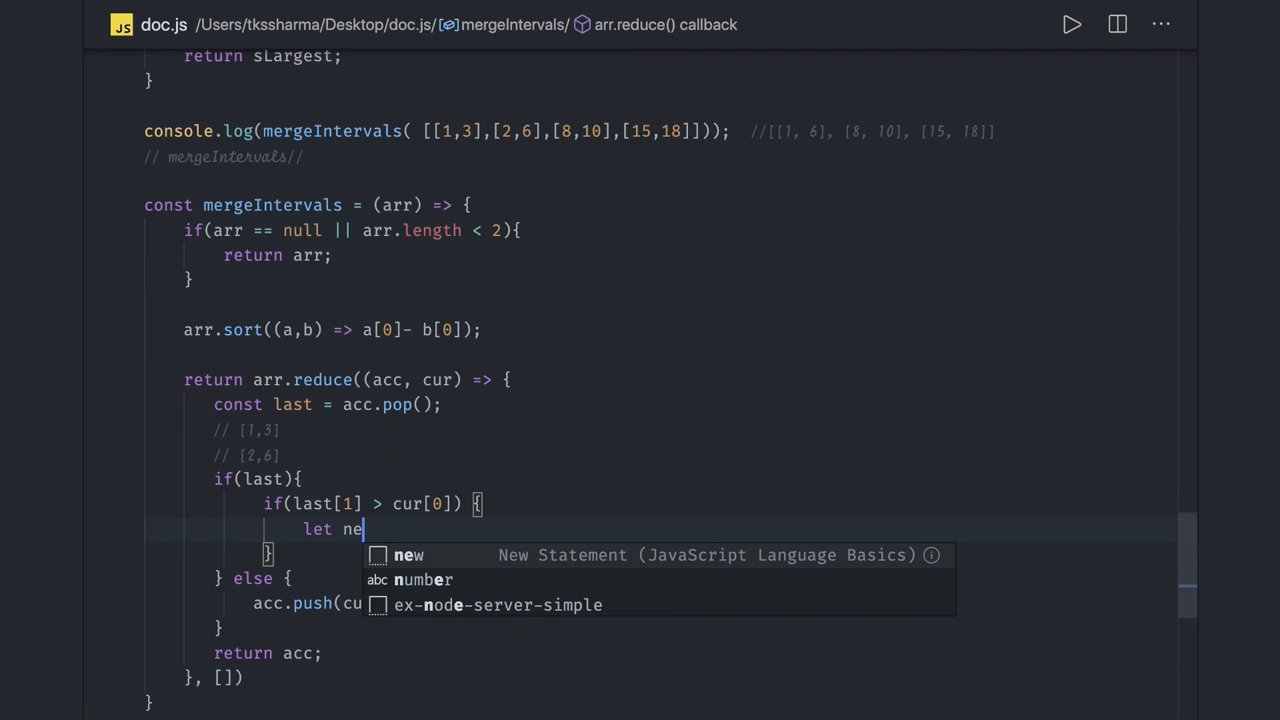 JS doc.js /Users/tkssharma/Desktop/doc.js/mergeIntervals/ arr.reduce() callback
return sLargest;
}
console.log(mergeIntervals( [[1,3],[2,6],[8,10],[15,18]])); //[[1, 6], [8, 10], [15, 18]]
// mergeIntervals//
const mergeIntervals = (arr) => {
if(arr == null || arr.length < 2){
return arr;
}
arr.sort((a,b) => a[0]- b[0]);
return arr.reduce((acc, cur) => {
const last = acc.pop();
// [1,3]
// [2,6]
if(last){
if(last[1] > cur[0]) {
let ne
new New Statement (JavaScript Language Basics)
}
abc number
} else {
ex-node-server-simple
acc.push(cu
}
return acc;
}, [])
}